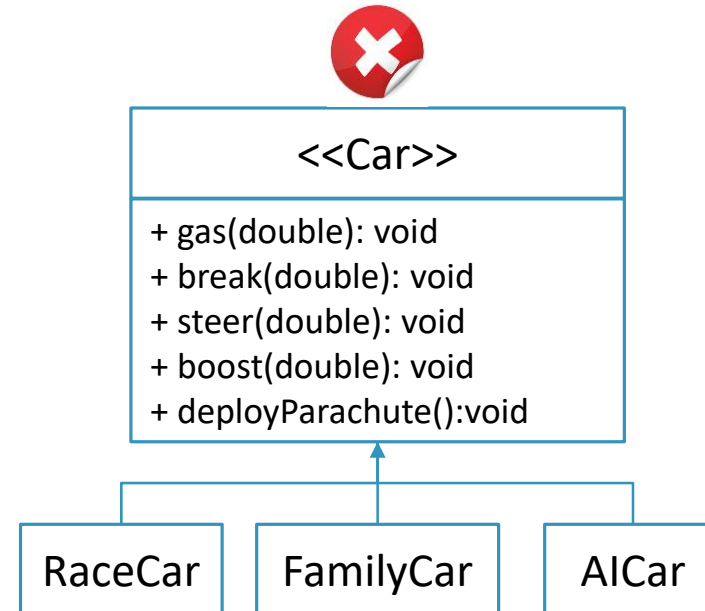 <<Car>>
+ gas(double): void
+ break(double): void
+ steer(double): void
+ boost(double): void
+ deployParachute():void
RaceCar
FamilyCar
AICar